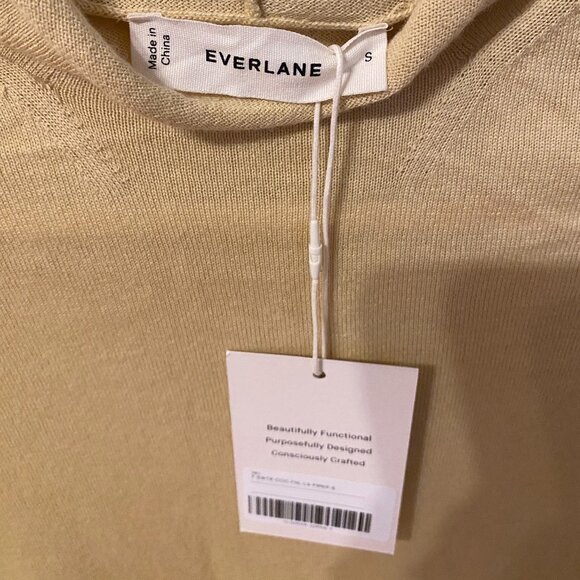 Made in
China
EVERLANE
S
Beautifully Functional
Purposefully Designed
Consciously Crafted